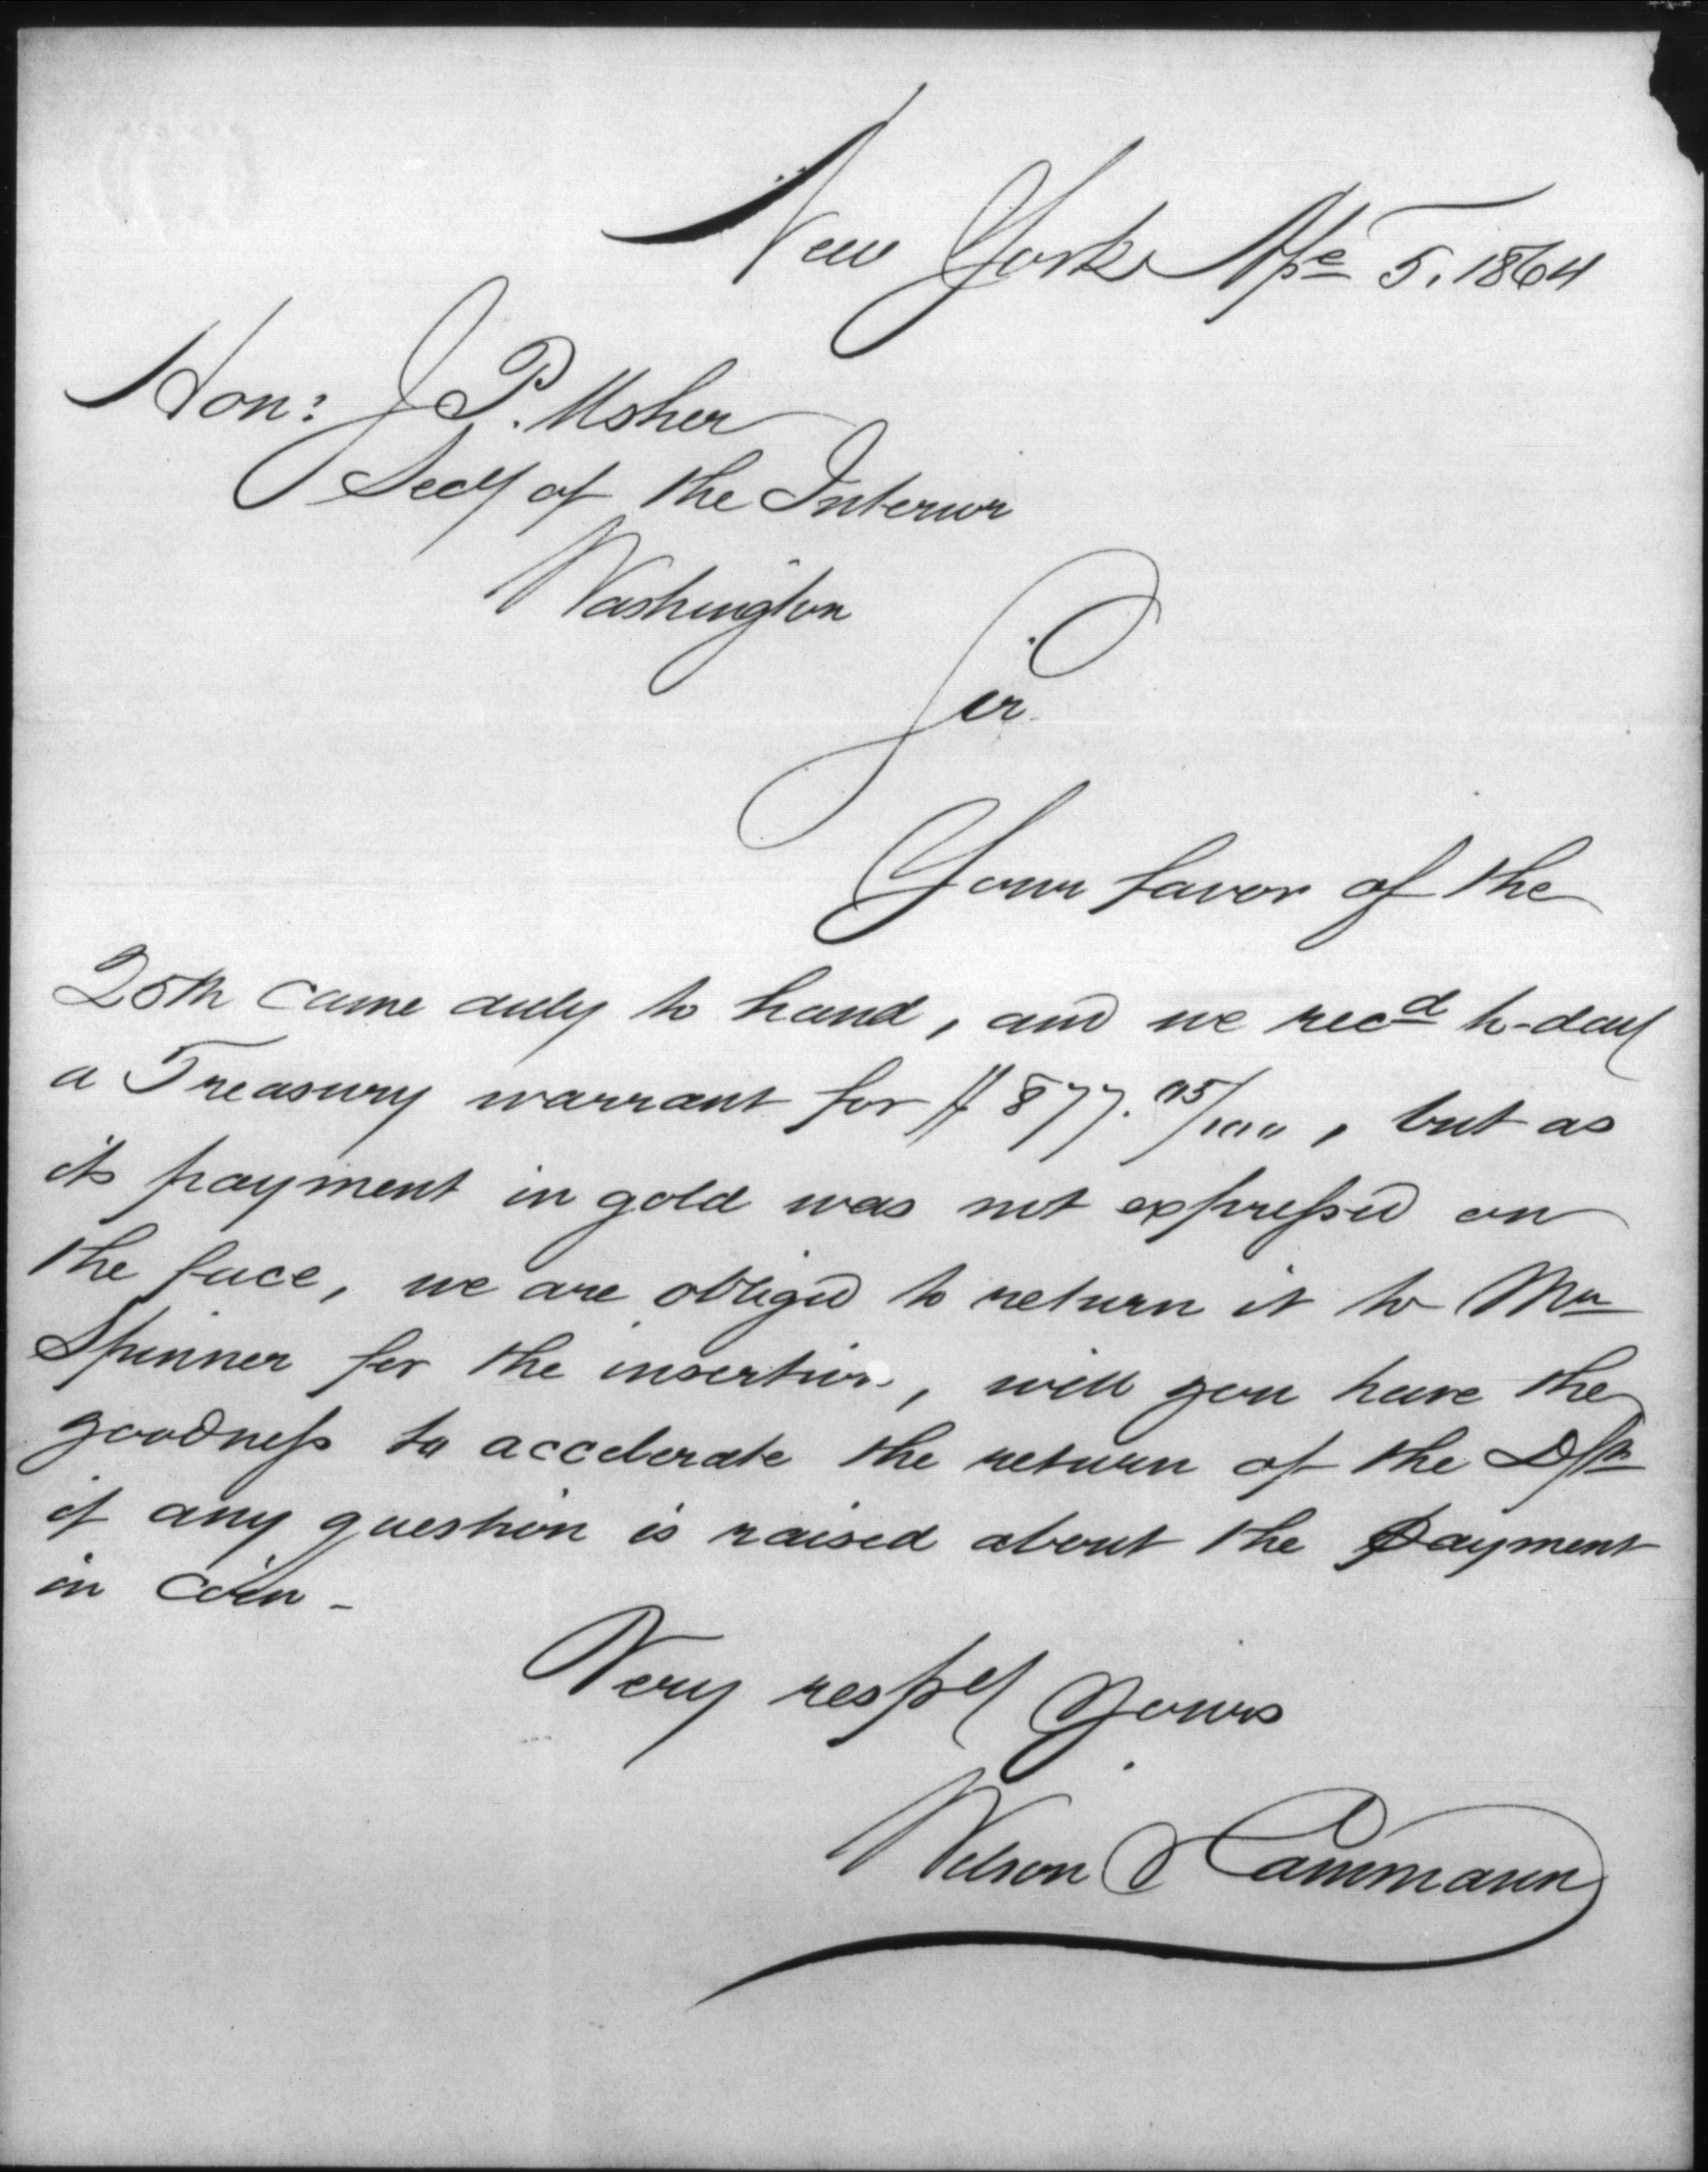 New York Ape 5. 1864
Hon: J P. Usher
Secy of the Interior
Washington
Sir
Your favor of the
25th came duly to hand, and we recd to-day
a Treasury warrant for $877. 95/100, but as
its payment in gold was not expressed on
the face, we are obliged to return it to Mr
Spinner for the insertion, will you have the
goodness to accelerate the return of the Dft
if any question is raised about the payment
in coin -
Very respy yours
Wilson & Cammann